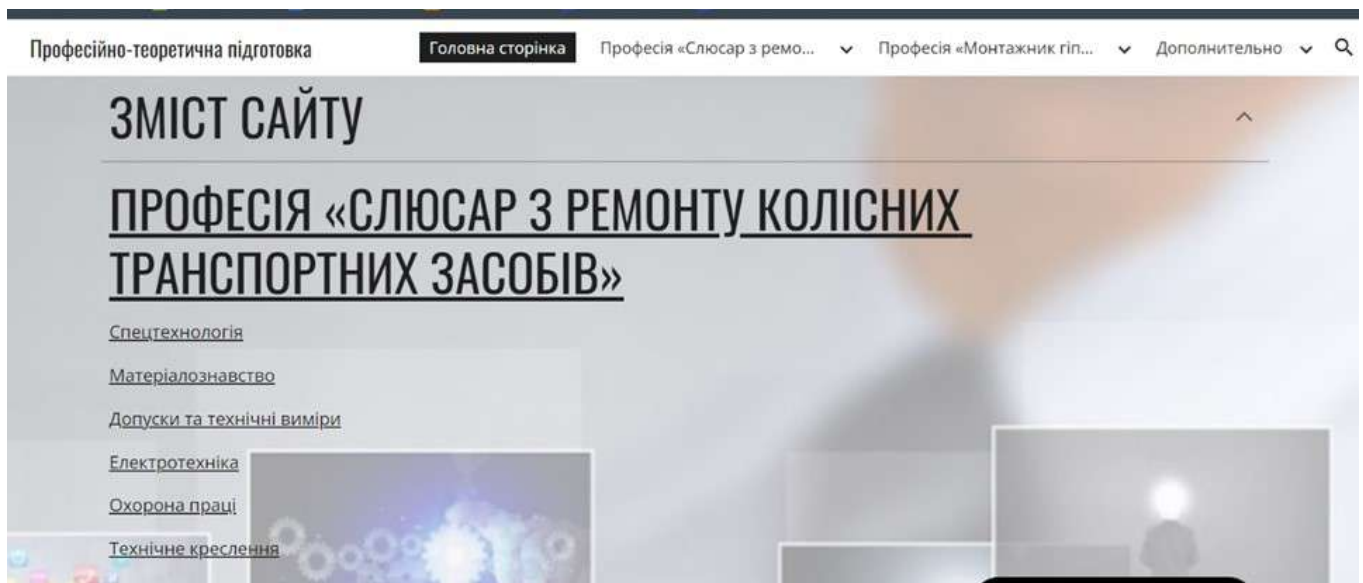 Професійно-теоретична підготовка
Головна сторінка
Професія «Слюсар з ремо...
Професія «Монтажник гіп...
Дополнительно
ЗМІСТ САЙТУ
ПРОФЕСІЯ «СЛЮСАР З РЕМОНТУ КОЛІСНИХ
ТРАНСПОРТНИХ ЗАСОБІВ»
Спецтехнологія
Матеріалознавство
Допуски та технічні виміри
Електротехніка
Охорона праці
Технічне креслення